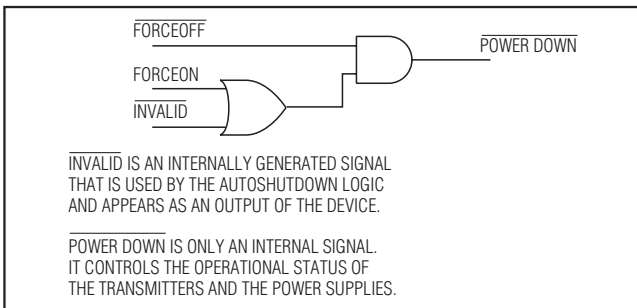 FORCEOFF
POWER DOWN
FORCEON
INVALID
INVALID IS AN INTERNALLY GENERATED SIGNAL
THAT IS USED BY THE AUTOSHUTDOWN LOGIC
AND APPEARS AS AN OUTPUT OF THE DEVICE.
POWER DOWN IS ONLY AN INTERNAL SIGNAL.
IT CONTROLS THE OPERATIONAL STATUS OF
THE TRANSMITTERS AND THE POWER SUPPLIES.